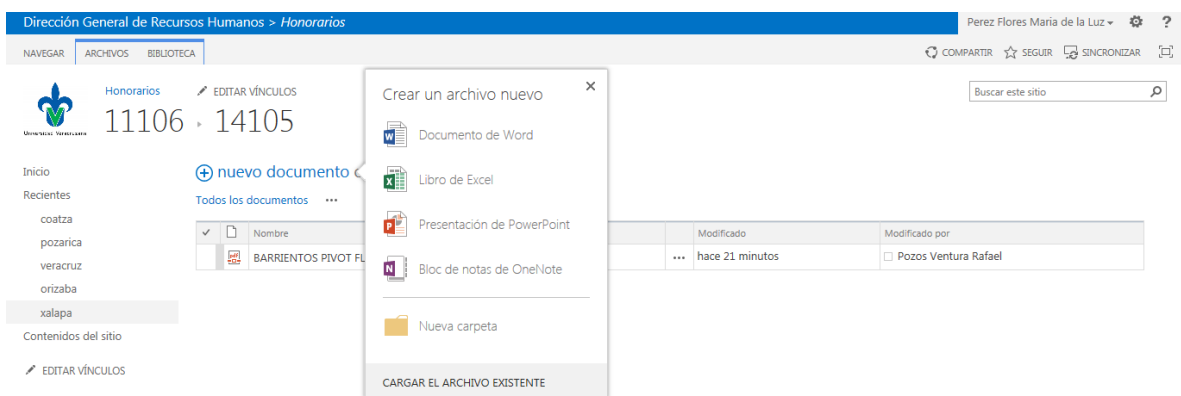 Dirección General de Recursos Humanos > Honorarios
Perez Flores Maria de la Luz
?
NAVEGAR ARCHIVOS BIBLIOTECA
COMPARTIR SEGUIR SINCRONIZAR
Universidad Veracruzana
Honorarios
EDITAR VÍNCULOS
11106 14105
Buscar este sitio
Inicio
Recientes
coatza
pozarica
veracruz
orizaba
xalapa
Contenidos del sitio
EDITAR VÍNCULOS
nuevo documento
Todos los documentos ...
Nombre Modificado Modificado por
BARRIENTOS PIVOT FL ... hace 21 minutos Pozos Ventura Rafael
Crear un archivo nuevo
Documento de Word
Libro de Excel
Presentación de PowerPoint
Bloc de notas de OneNote
Nueva carpeta
CARGAR EL ARCHIVO EXISTENTE